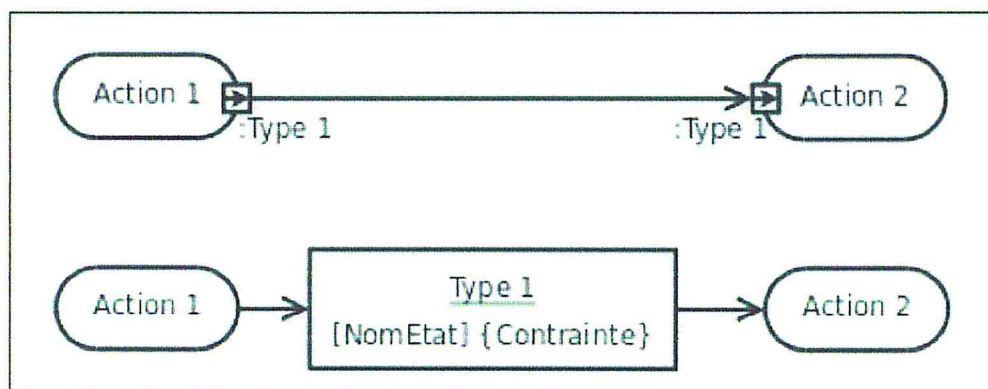 Action 1
Action 2
:Type 1
:Type 1
Action 1
Type 1
[NomEtat] {Contrainte}
Action 2